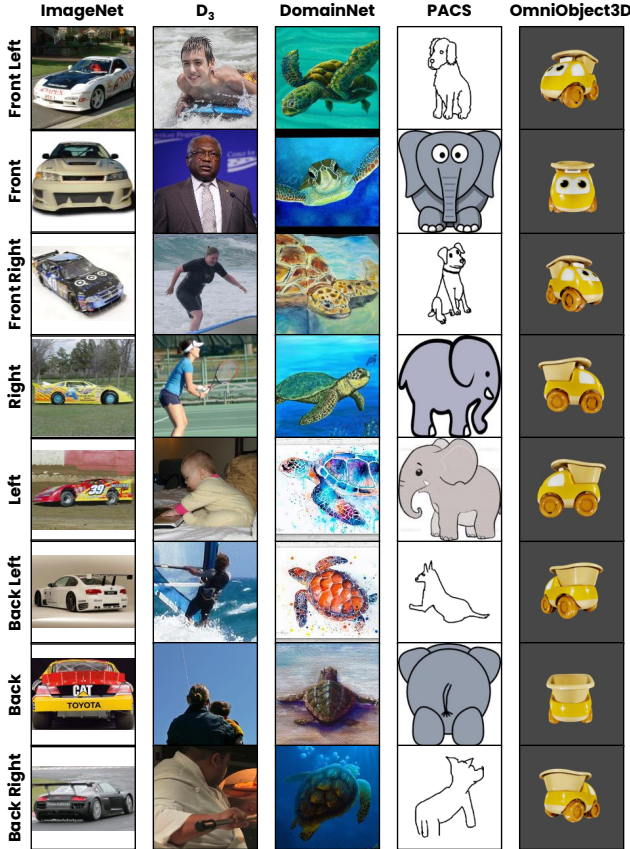 ImageNet D₃ DomainNet PACS OmniObject3D
Front Left
Front
Front Right
Right
Left
39
Back Left
Back
CAT
TOYOTA
Back Right